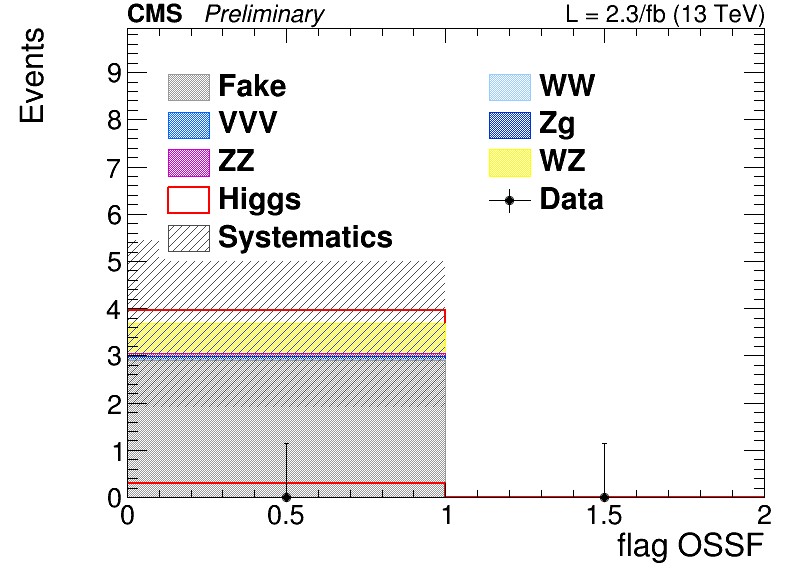 CMS Preliminary L = 2.3/fb (13 TeV)
Events
9
8
7
6
5
4
3
2
1
0
Fake WW
VVV Zg
ZZ WZ
Higgs Data
Systematics
0 0.5 1 1.5 2
flag OSSF